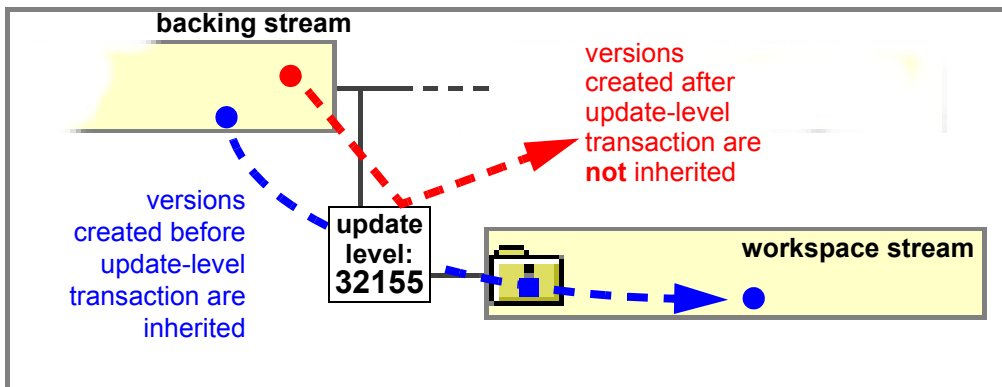 backing stream
versions
created after
update-level
transaction are
not inherited
versions
created before
update-level
transaction are
inherited
update
level:
32155
workspace stream